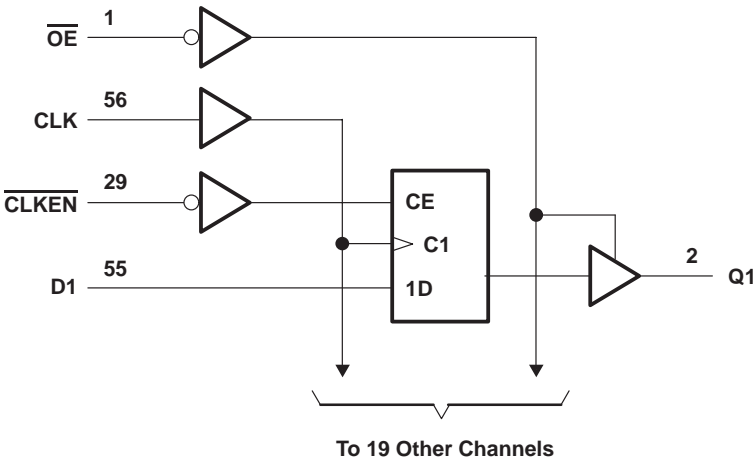 1
OE
56
CLK
29
CLKEN
CE
C1
55
D1
1D
2
Q1
To 19 Other Channels